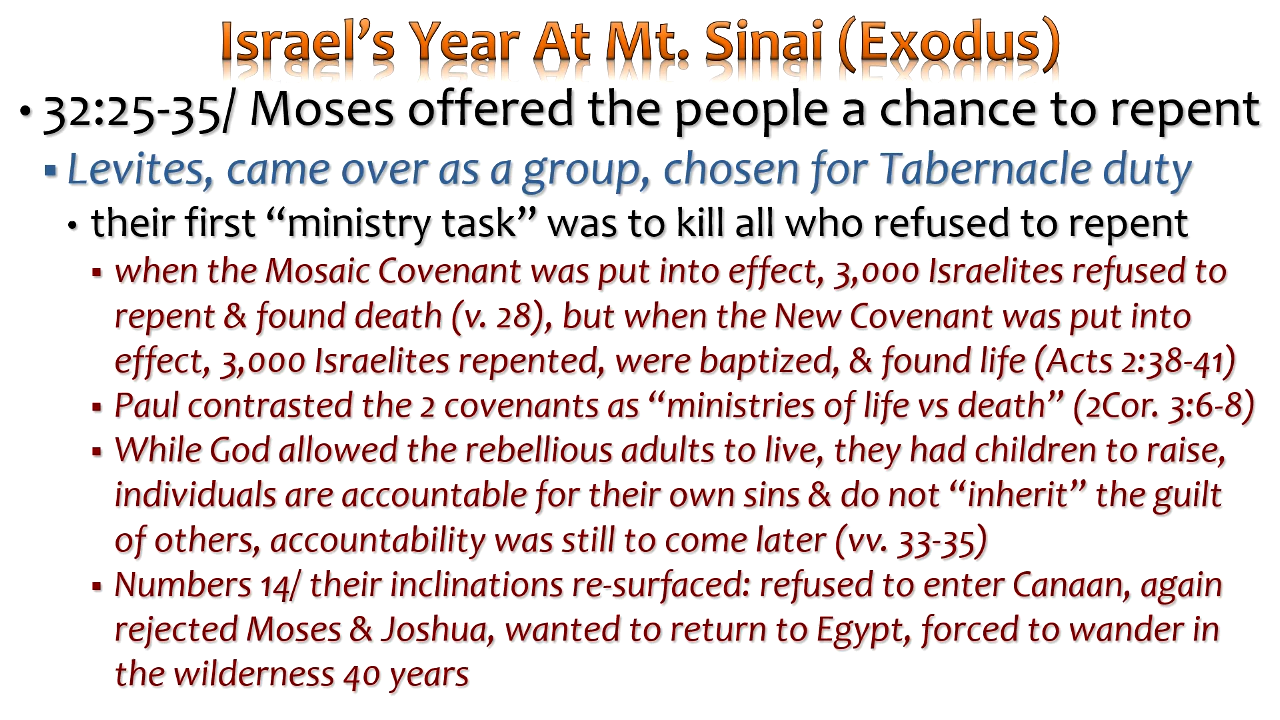 Israel’s Year At Mt. Sinai (Exodus)
• 32:25-35/ Moses offered the people a chance to repent
▪ Levites, came over as a group, chosen for Tabernacle duty
• their first “ministry task” was to kill all who refused to repent
▪ when the Mosaic Covenant was put into effect, 3,000 Israelites refused to
repent & found death (v. 28), but when the New Covenant was put into
effect, 3,000 Israelites repented, were baptized, & found life (Acts 2:38-41)
▪ Paul contrasted the 2 covenants as “ministries of life vs death” (2Cor. 3:6-8)
▪ While God allowed the rebellious adults to live, they had children to raise,
individuals are accountable for their own sins & do not “inherit” the guilt
of others, accountability was still to come later (vv. 33-35)
▪ Numbers 14/ their inclinations re-surfaced: refused to enter Canaan, again
rejected Moses & Joshua, wanted to return to Egypt, forced to wander in
the wilderness 40 years